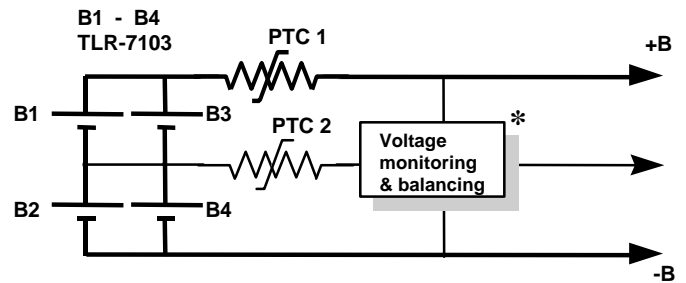 B1 - B4
TLR-7103
PTC 1
+B
B1
B3
PTC 2
*
Voltage
monitoring
& balancing
B2
B4
-B